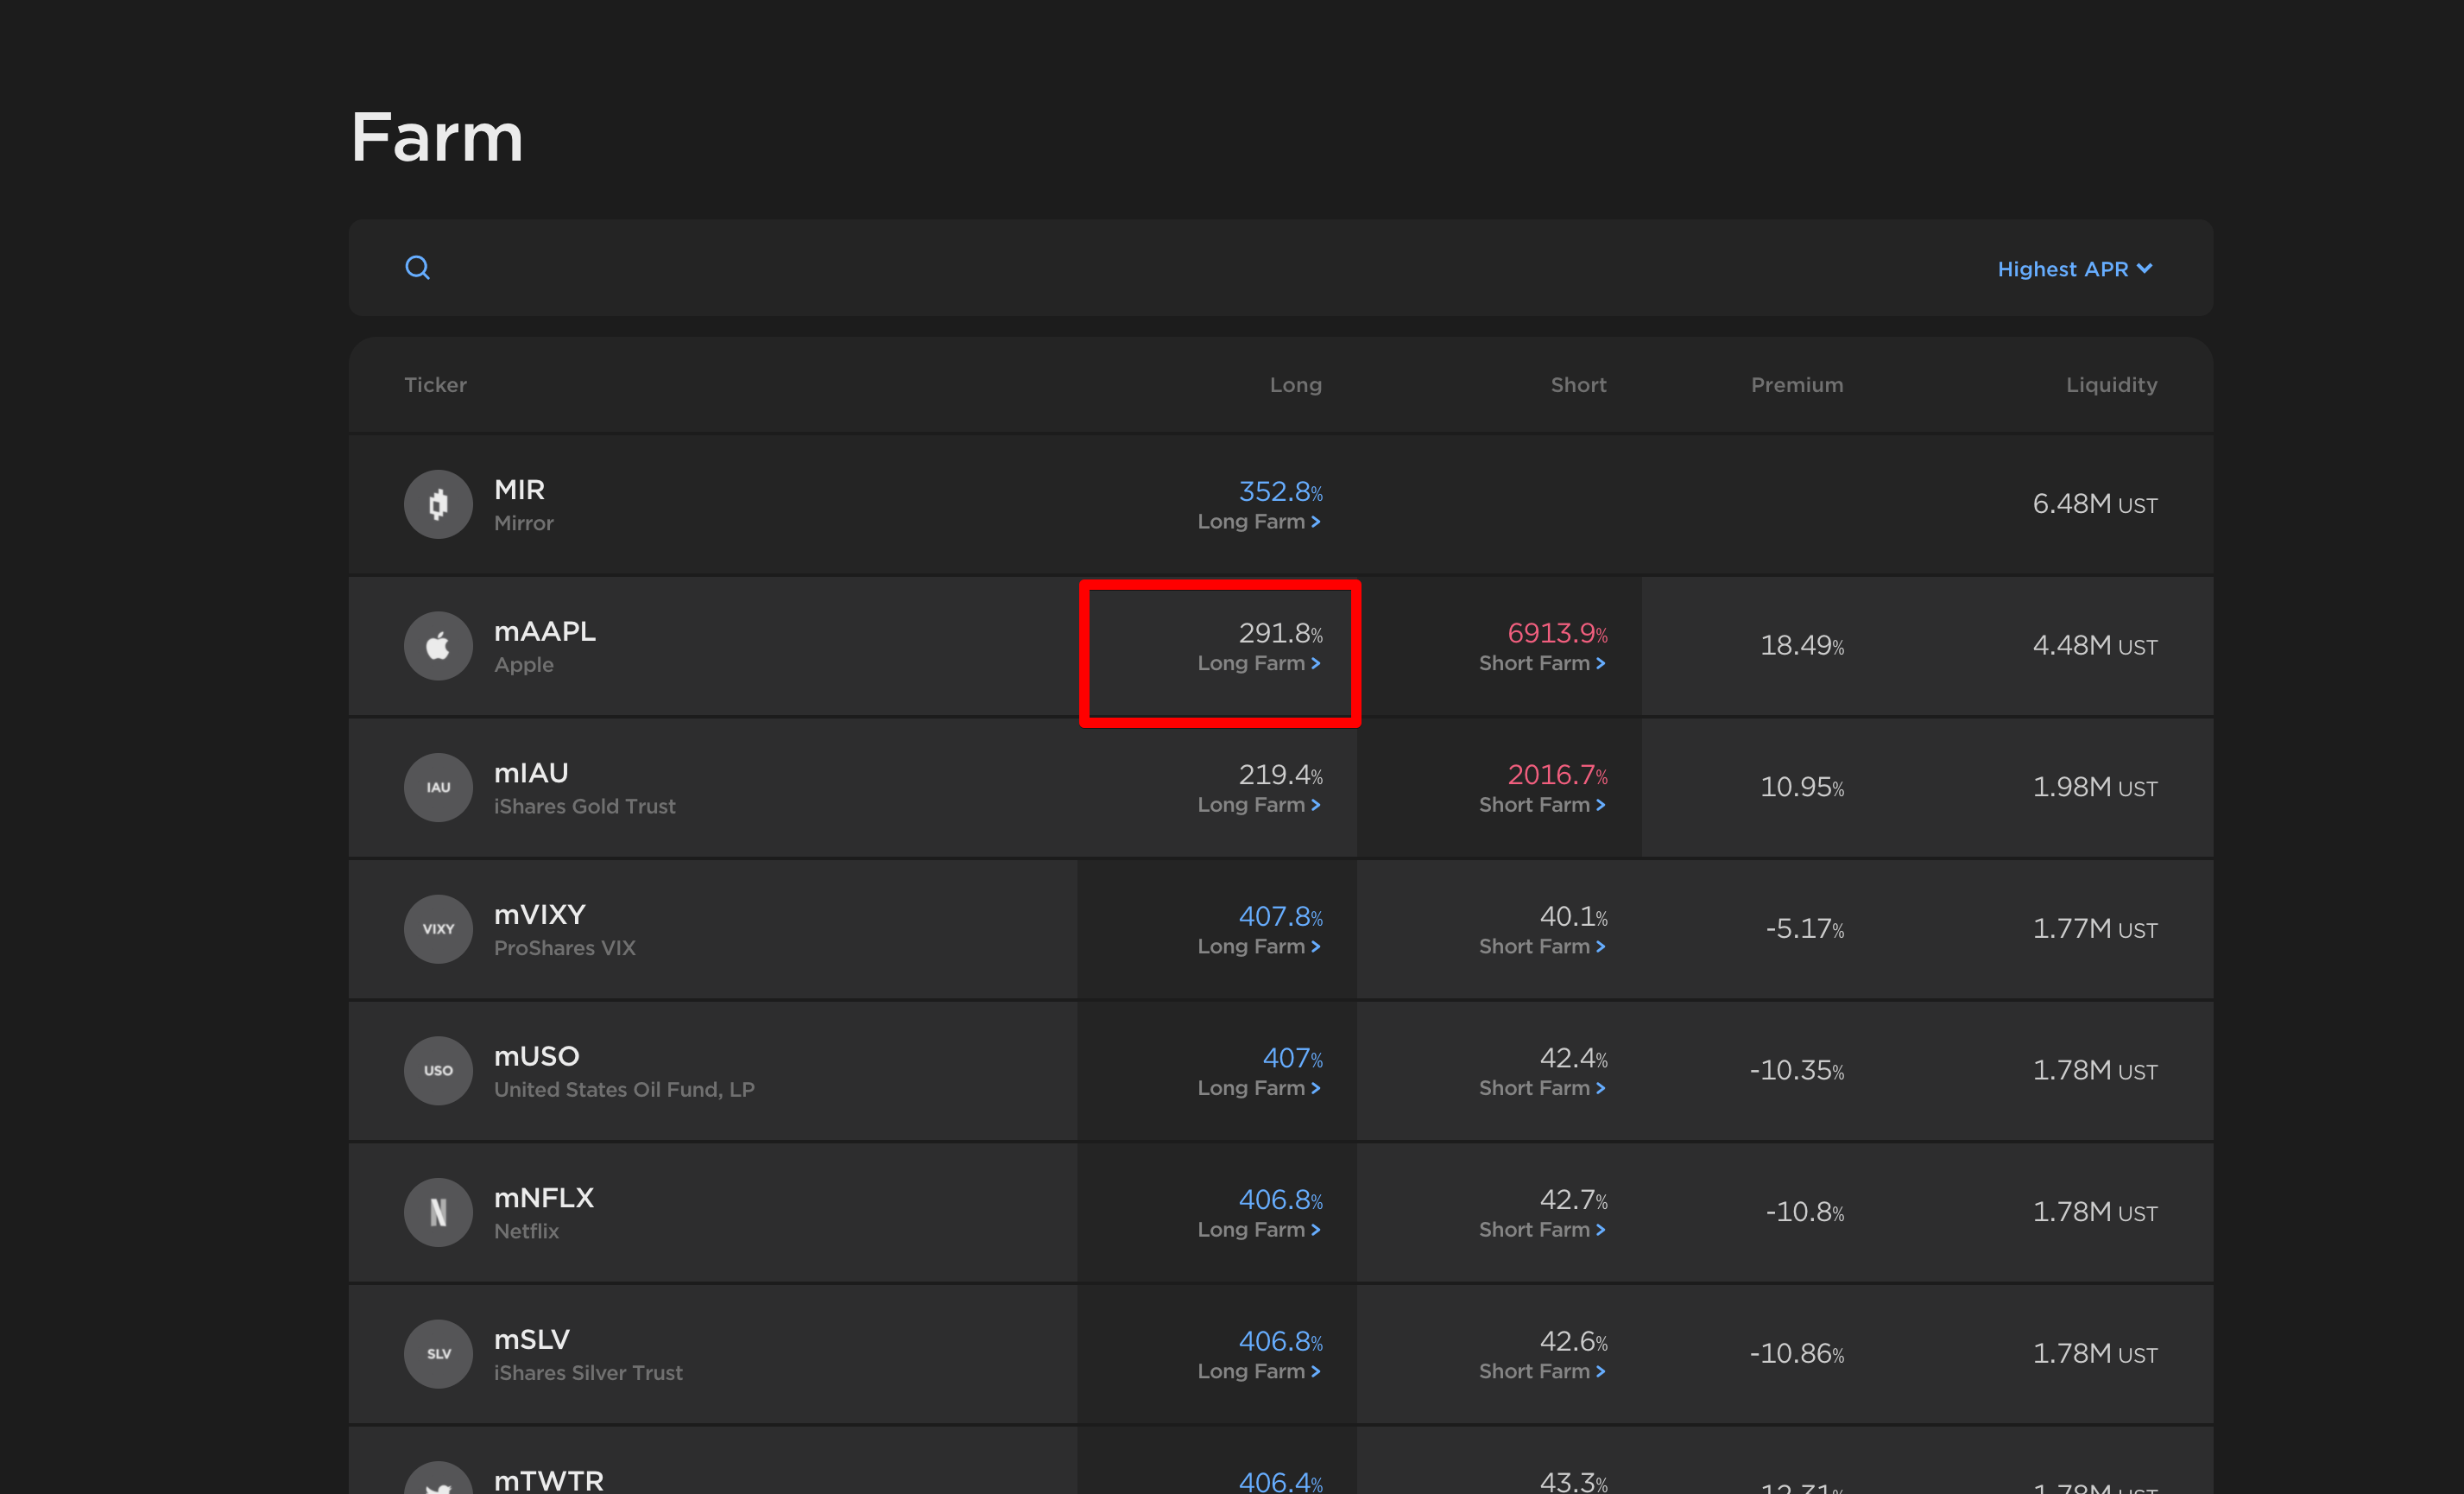 Farm
Highest APR
Ticker Long Short Premium Liquidity
MIR 352.8% 6.48M UST
Mirror Long Farm >
mAAPL 291.8% 6913.9% 18.49% 4.48M UST
Apple Long Farm > Short Farm >
IAU mIAU 219.4% 2016.7% 10.95% 1.98M UST
iShares Gold Trust Long Farm > Short Farm >
VIXY mVIXY 407.8% 40.1% -5.17% 1.77M UST
ProShares VIX Long Farm > Short Farm >
USO mUSO 407% 42.4% -10.35% 1.78M UST
United States Oil Fund, LP Long Farm > Short Farm >
N mNFLX 406.8% 42.7% -10.8% 1.78M UST
Netflix Long Farm > Short Farm >
SLV mSLV 406.8% 42.6% -10.86% 1.78M UST
iShares Silver Trust Long Farm > Short Farm >
mTWTR 406.4% 43.3%